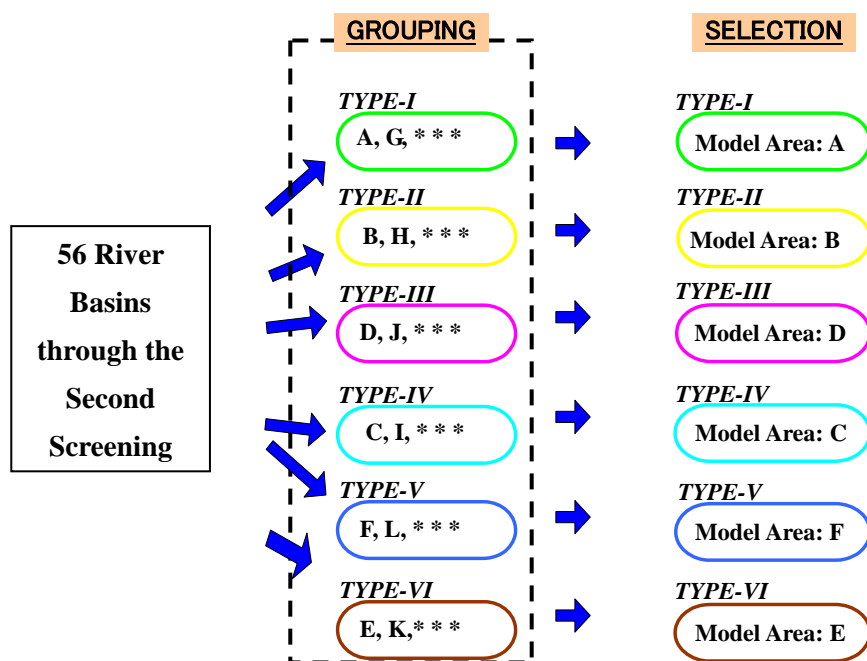 GROUPING
SELECTION
56 River
Basins
through the
Second
Screening
TYPE-I
A, G, * * *
TYPE-II
B, H, * * *
TYPE-III
D, J, * * *
TYPE-IV
C, I, * * *
TYPE-V
F, L, * * *
TYPE-VI
E, K,* * *
TYPE-I
Model Area: A
TYPE-II
Model Area: B
TYPE-III
Model Area: D
TYPE-IV
Model Area: C
TYPE-V
Model Area: F
TYPE-VI
Model Area: E